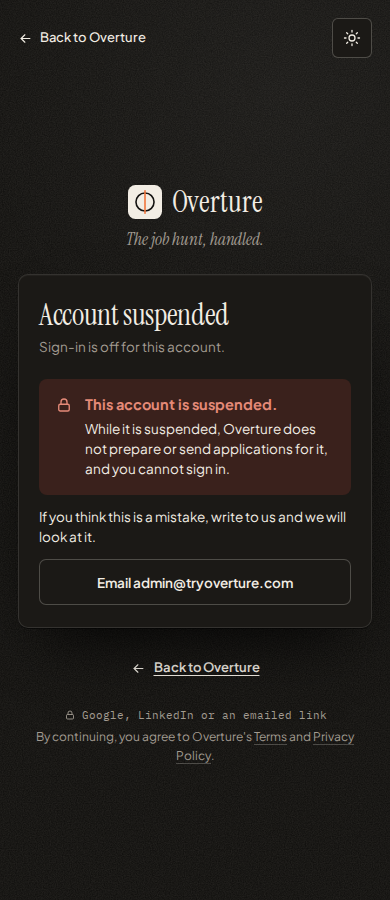 ← Back to Overture
Overture
The job hunt, handled.
Account suspended
Sign-in is off for this account.
This account is suspended.
While it is suspended, Overture does
not prepare or send applications for it,
and you cannot sign in.
If you think this is a mistake, write to us and we will
look at it.
Email admin@tryoverture.com
← Back to Overture
Google, LinkedIn or an emailed link
By continuing, you agree to Overture's Terms and Privacy
Policy.